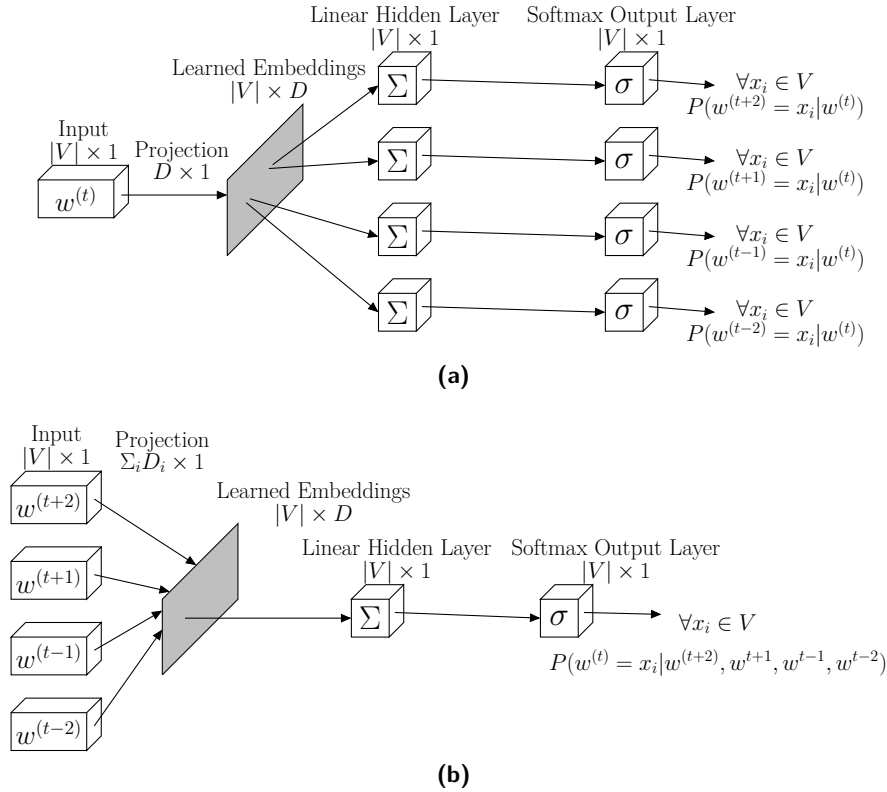 Linear Hidden Layer
|V| × 1
Softmax Output Layer
|V| × 1
Learned Embeddings
|V| × D
Input
|V| × 1
Projection
D × 1
w^{(t)}
Σ
σ
∀x_i ∈ V
P(w^{(t+2)} = x_i|w^{(t)})
Σ
σ
∀x_i ∈ V
P(w^{(t+1)} = x_i|w^{(t)})
Σ
σ
∀x_i ∈ V
P(w^{(t-1)} = x_i|w^{(t)})
Σ
σ
∀x_i ∈ V
P(w^{(t-2)} = x_i|w^{(t)})
(a)
Input
|V| × 1
Projection
Σ_i D_i × 1
w^{(t+2)}
w^{(t+1)}
w^{(t-1)}
w^{(t-2)}
Learned Embeddings
|V| × D
Linear Hidden Layer
|V| × 1
Softmax Output Layer
|V| × 1
Σ
σ
∀x_i ∈ V
P(w^{(t)} = x_i|w^{(t+2)}, w^{t+1}, w^{t-1}, w^{t-2})
(b)